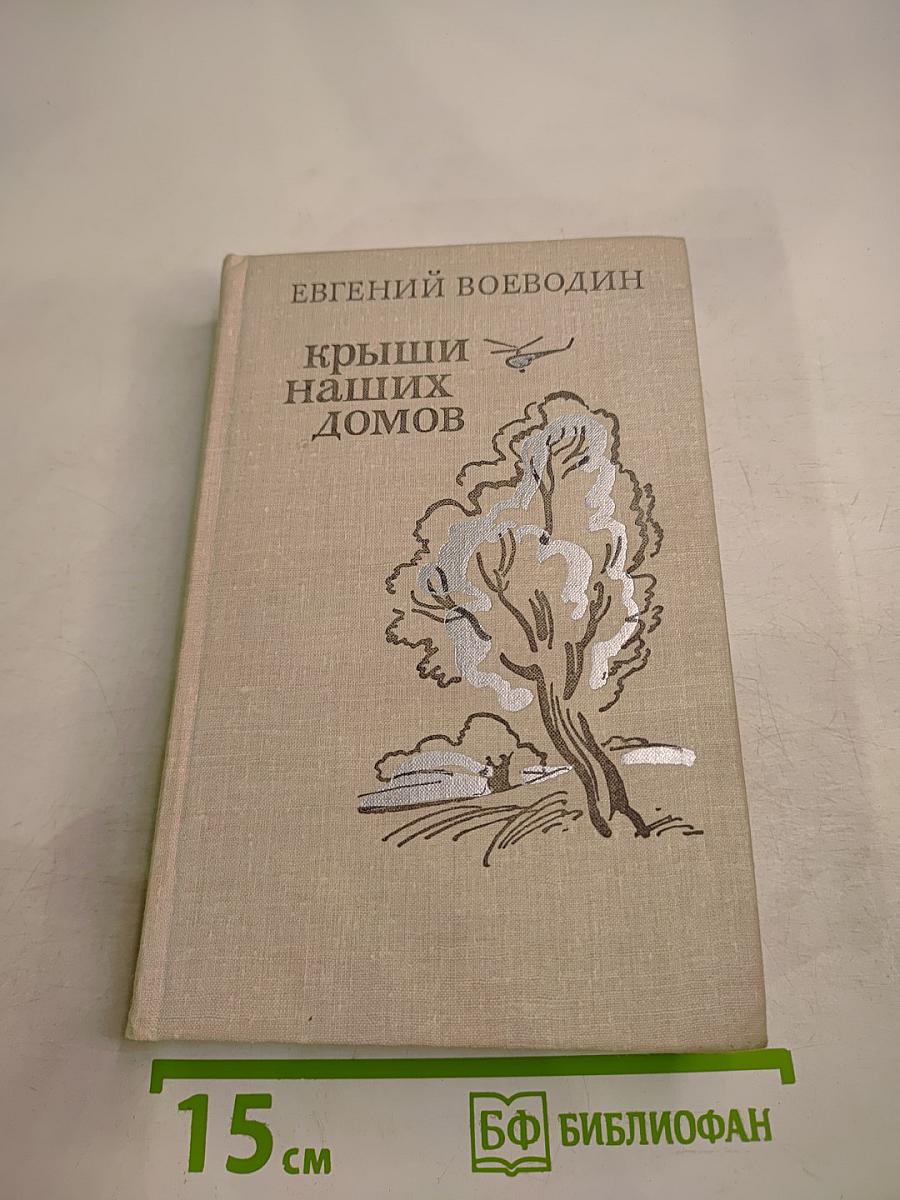 ЕВГЕНИЙ ВОЕВОДИН
крыши
наших
домов
15 см
БФ БИБЛИОФАН